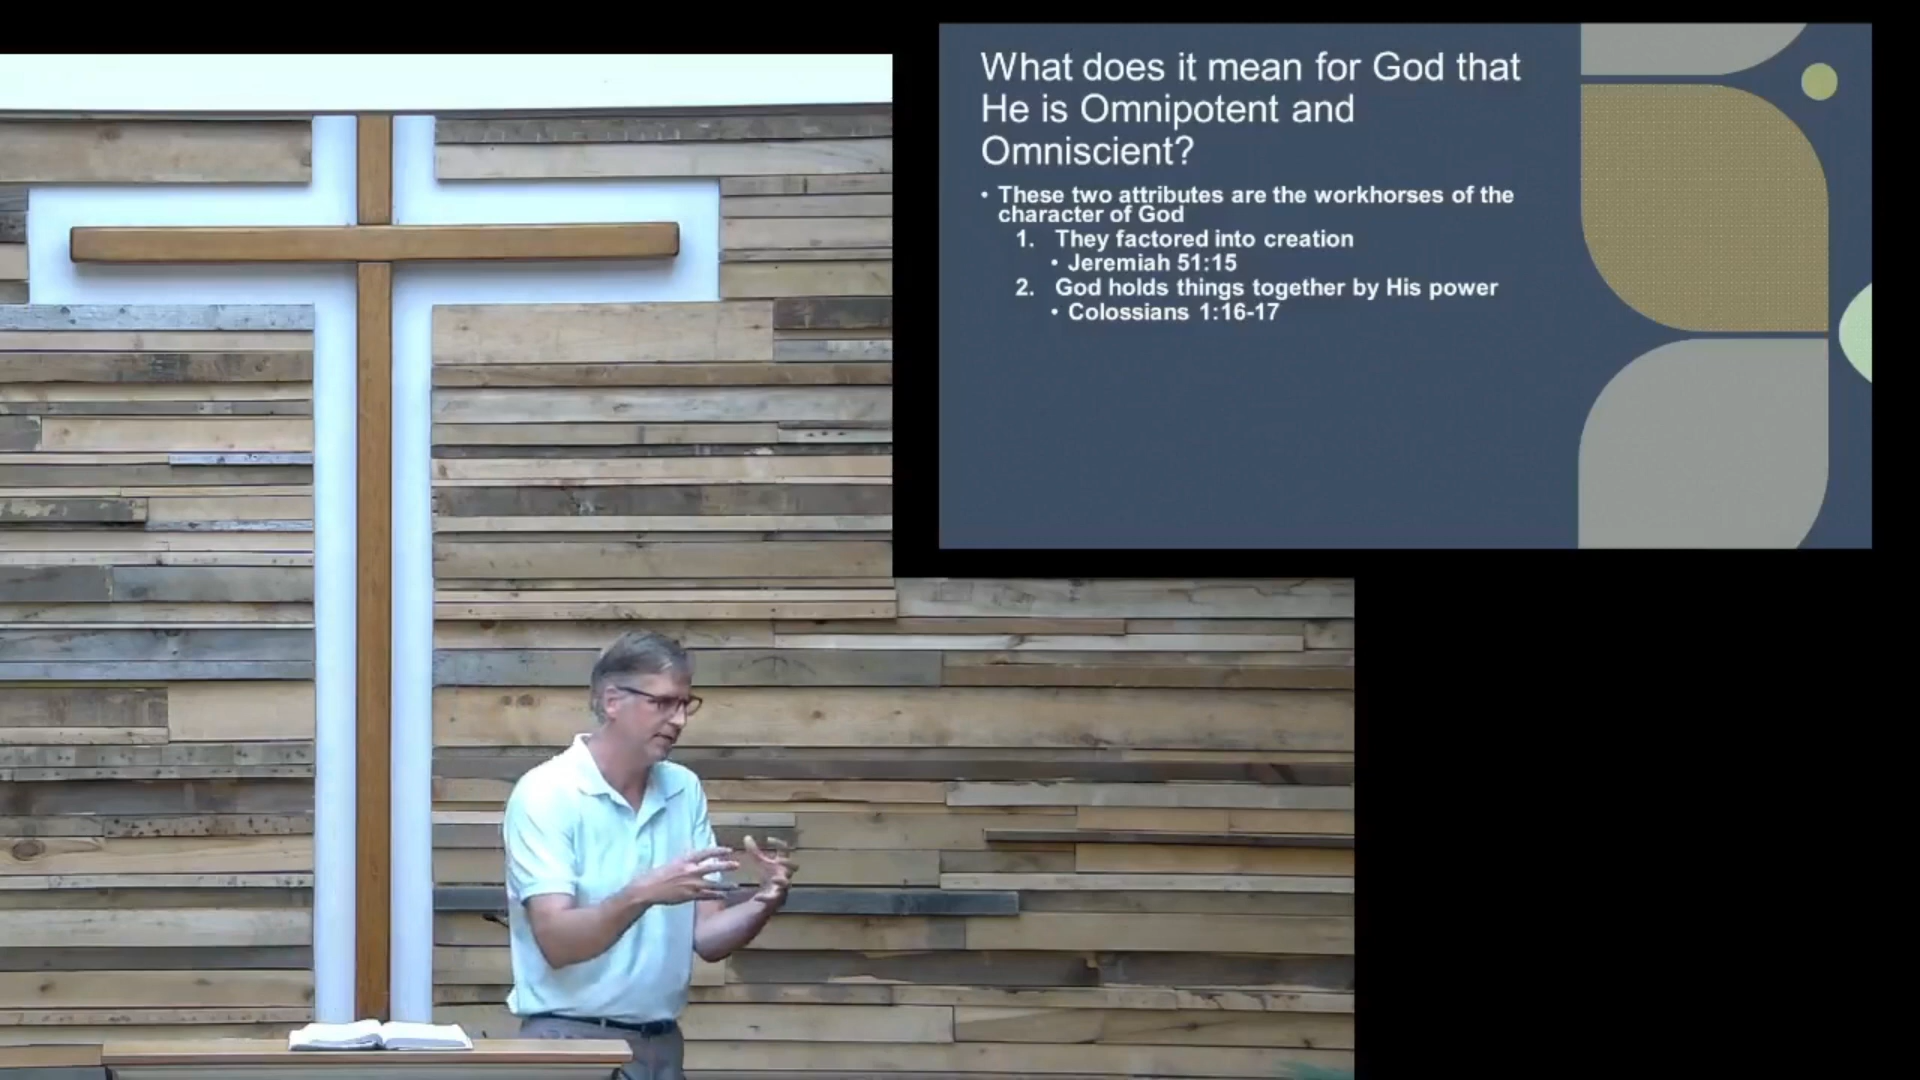 What does it mean for God that
He is Omnipotent and
Omniscient?
• These two attributes are the workhorses of the
character of God
1. They factored into creation
• Jeremiah 51:15
2. God holds things together by His power
• Colossians 1:16-17